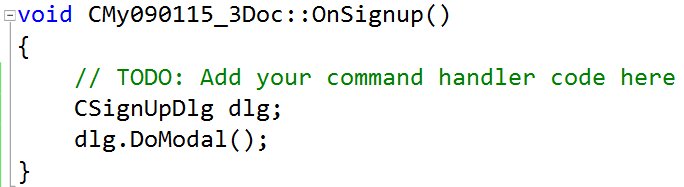 void CMy090115_3Doc::OnSignup()
{
    // TODO: Add your command handler code here
    CSignUpDlg dlg;
    dlg.DoModal();
}